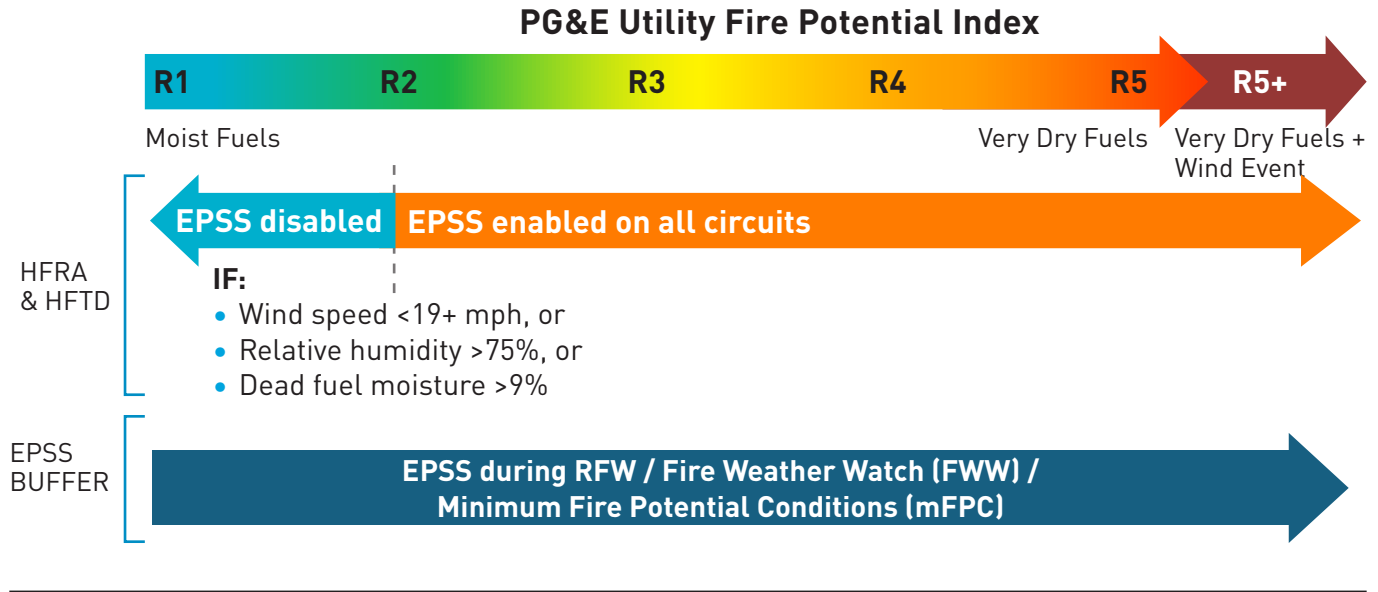 PG&E Utility Fire Potential Index
R1 R2 R3 R4 R5 R5+
Moist Fuels
Very Dry Fuels
Very Dry Fuels +
Wind Event
HFRA
& HFTD
EPSS disabled
EPSS enabled on all circuits
IF:
• Wind speed <19+ mph, or
• Relative humidity >75%, or
• Dead fuel moisture >9%
EPSS
BUFFER
EPSS during RFW / Fire Weather Watch (FWW) /
Minimum Fire Potential Conditions (mFPC)